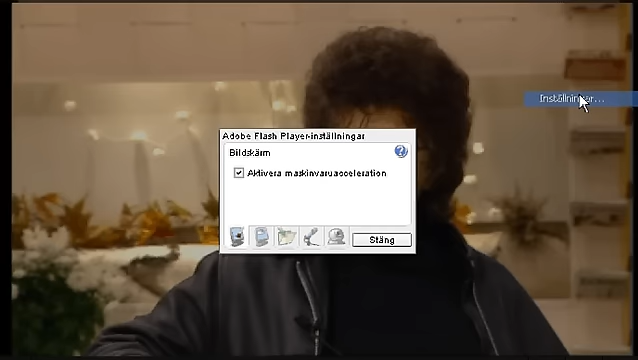 Inställningar...
Adobe Flash Player-inställningar
Bildskärm
Aktivera maskinvaruacceleration
Stäng